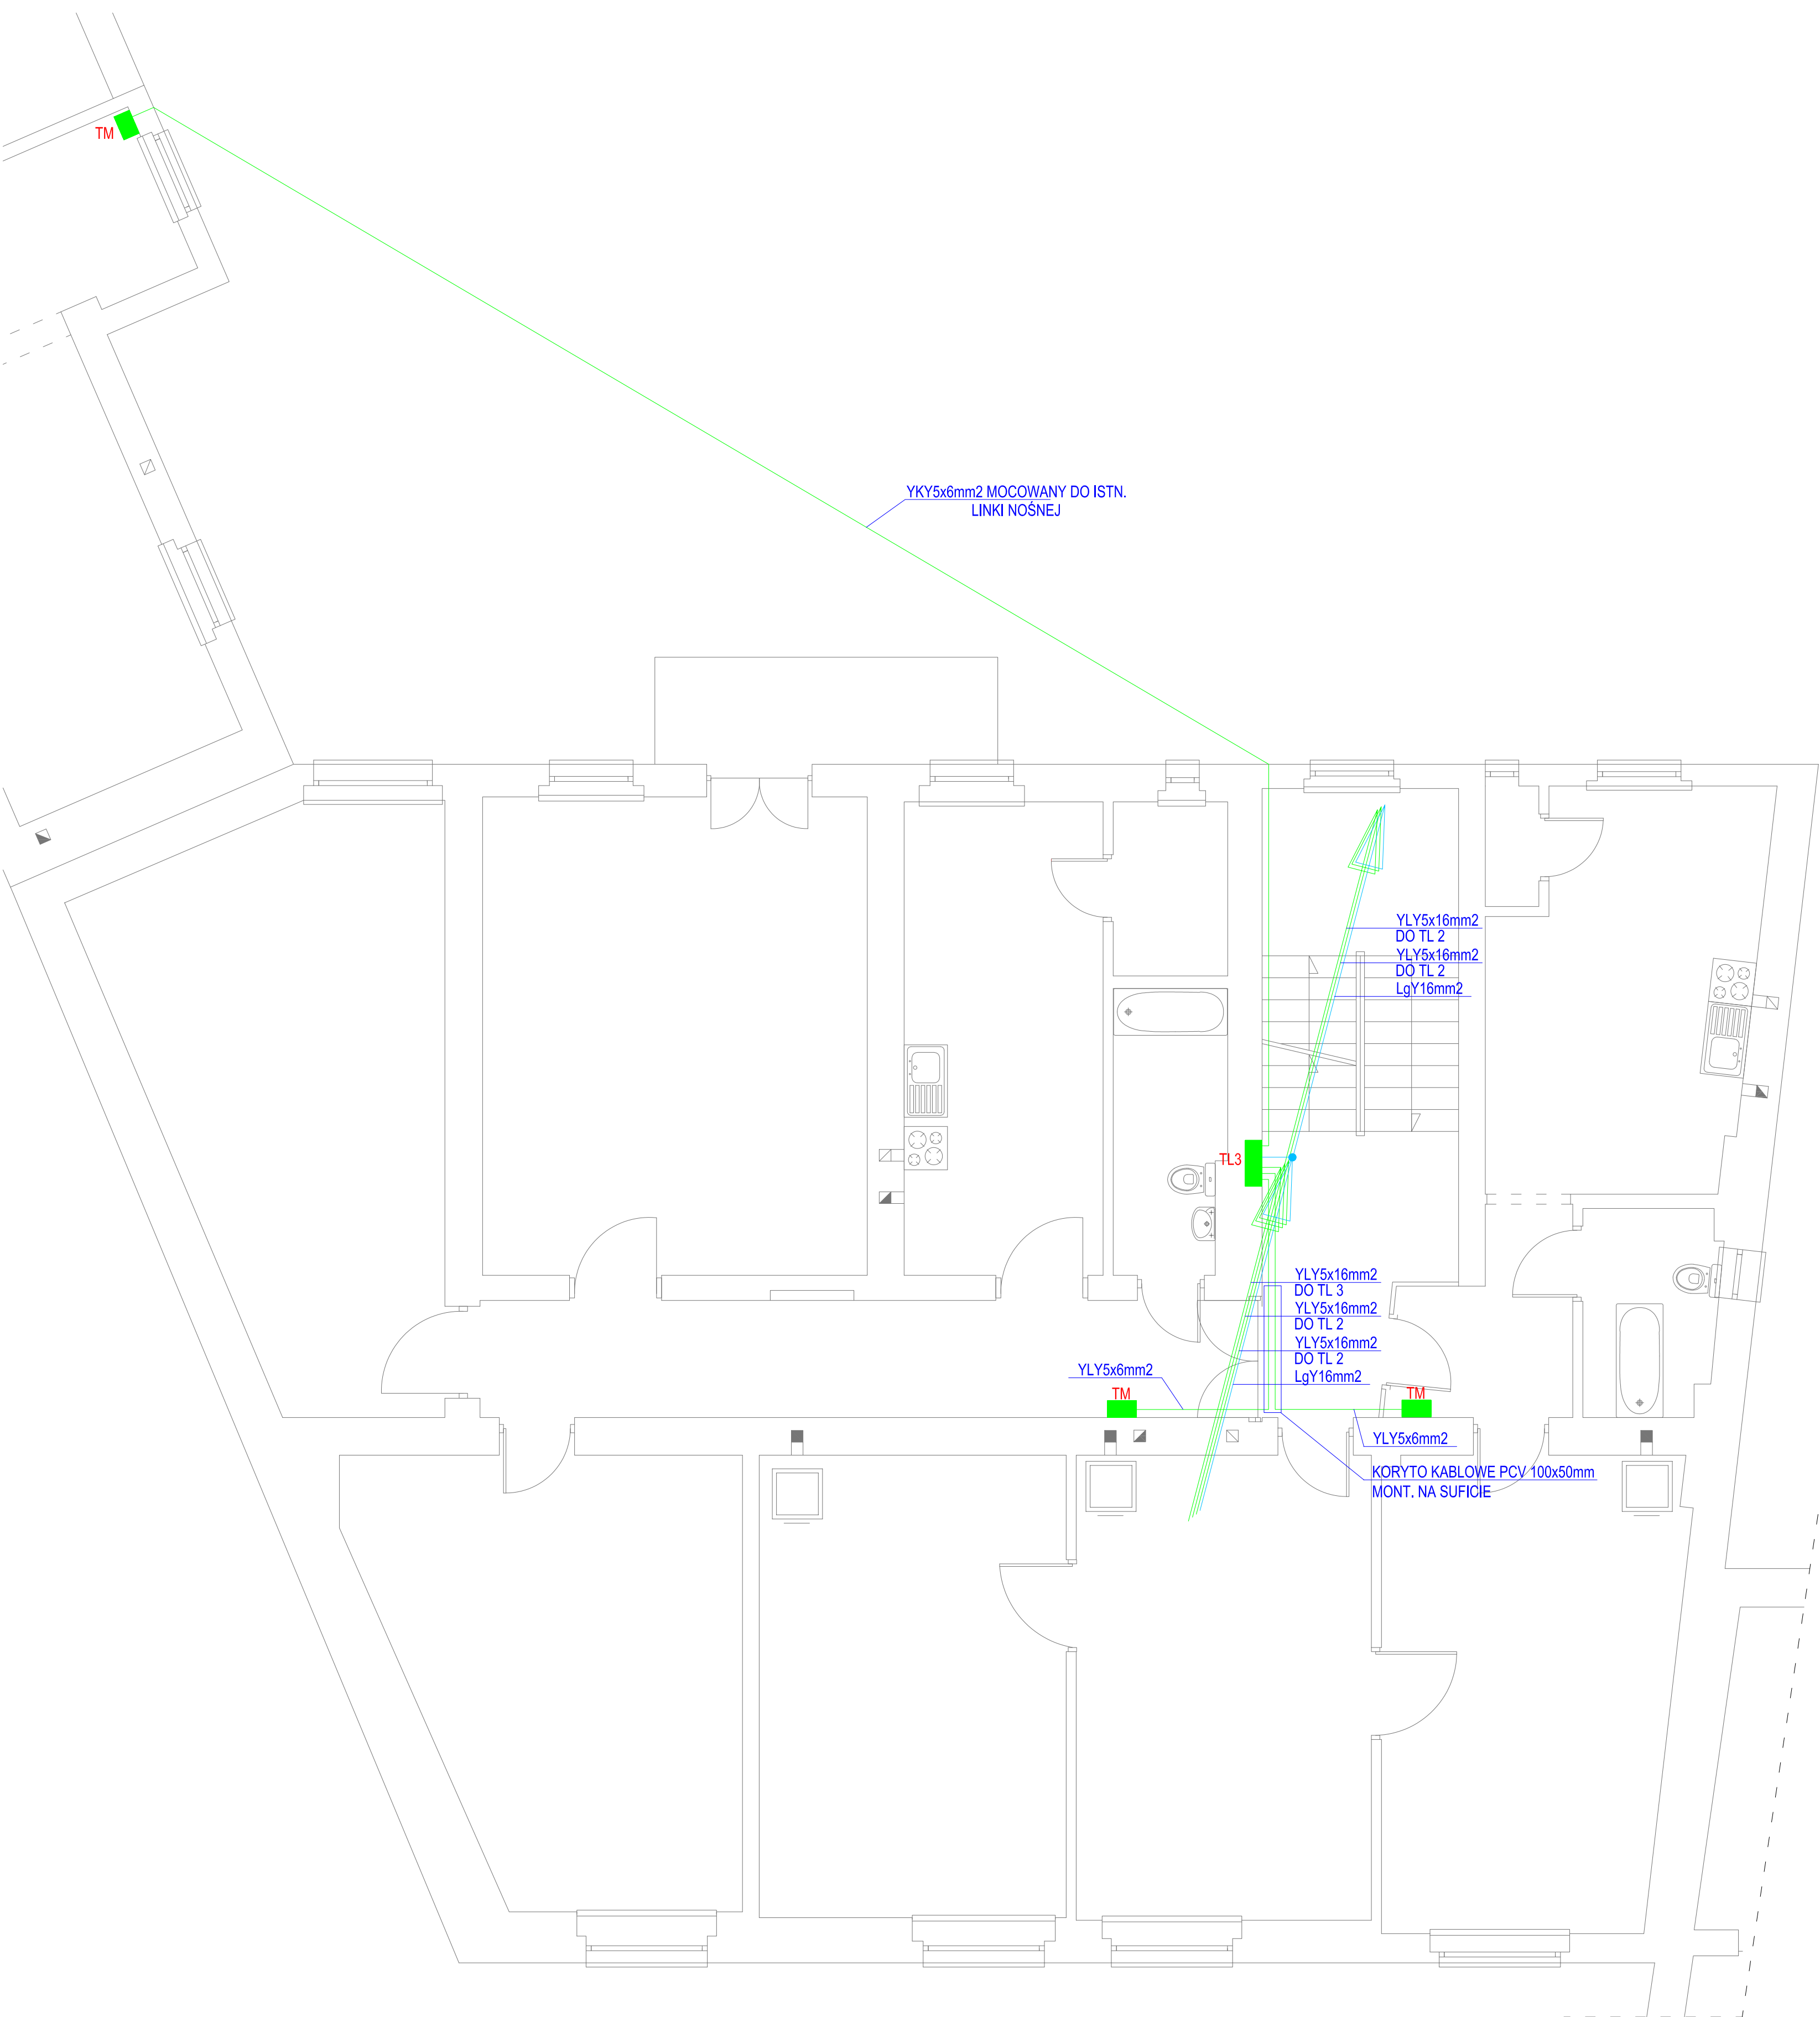 TM
YKY5x6mm2 MOCOWANY DO ISTN.
LINKI NOŚNEJ
YLY5x16mm2
DO TL 2
YLY5x16mm2
DO TL 2
LgY16mm2
TL3
YLY5x16mm2
DO TL 3
YLY5x16mm2
DO TL 2
YLY5x16mm2
DO TL 2
LgY16mm2
YLY5x6mm2
TM
TM
YLY5x6mm2
KORYTO KABLOWE PCV 100x50mm
MONT. NA SUFICIE